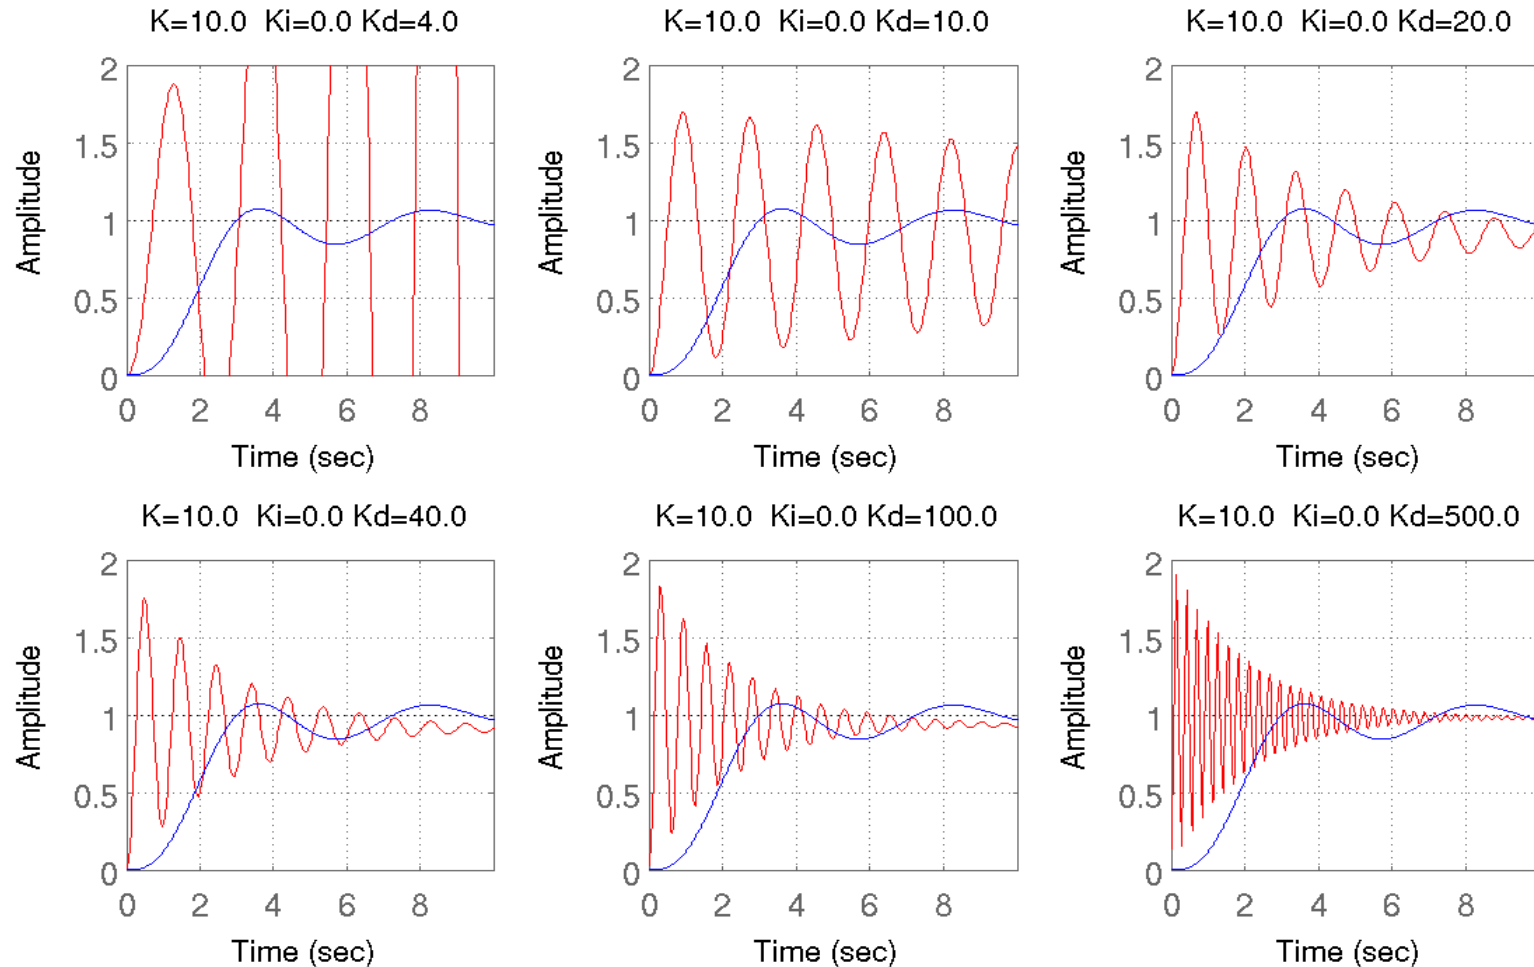 K=10.0  Ki=0.0 Kd=4.0
2
1.5
1
0.5
0
Amplitude
0 2 4 6 8
Time (sec)
K=10.0  Ki=0.0 Kd=10.0
2
1.5
1
0.5
0
Amplitude
0 2 4 6 8
Time (sec)
K=10.0  Ki=0.0 Kd=20.0
2
1.5
1
0.5
0
Amplitude
0 2 4 6 8
Time (sec)
K=10.0  Ki=0.0 Kd=40.0
2
1.5
1
0.5
0
Amplitude
0 2 4 6 8
Time (sec)
K=10.0  Ki=0.0 Kd=100.0
2
1.5
1
0.5
0
Amplitude
0 2 4 6 8
Time (sec)
K=10.0  Ki=0.0 Kd=500.0
2
1.5
1
0.5
0
Amplitude
0 2 4 6 8
Time (sec)